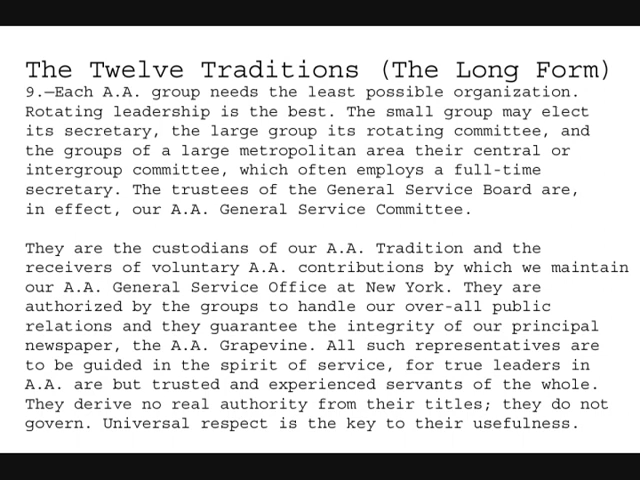 The Twelve Traditions (The Long Form)
9.—Each A.A. group needs the least possible organization.
Rotating leadership is the best. The small group may elect
its secretary, the large group its rotating committee, and
the groups of a large metropolitan area their central or
intergroup committee, which often employs a full-time
secretary. The trustees of the General Service Board are,
in effect, our A.A. General Service Committee.
They are the custodians of our A.A. Tradition and the
receivers of voluntary A.A. contributions by which we maintain
our A.A. General Service Office at New York. They are
authorized by the groups to handle our over-all public
relations and they guarantee the integrity of our principal
newspaper, the A.A. Grapevine. All such representatives are
to be guided in the spirit of service, for true leaders in
A.A. are but trusted and experienced servants of the whole.
They derive no real authority from their titles; they do not
govern. Universal respect is the key to their usefulness.